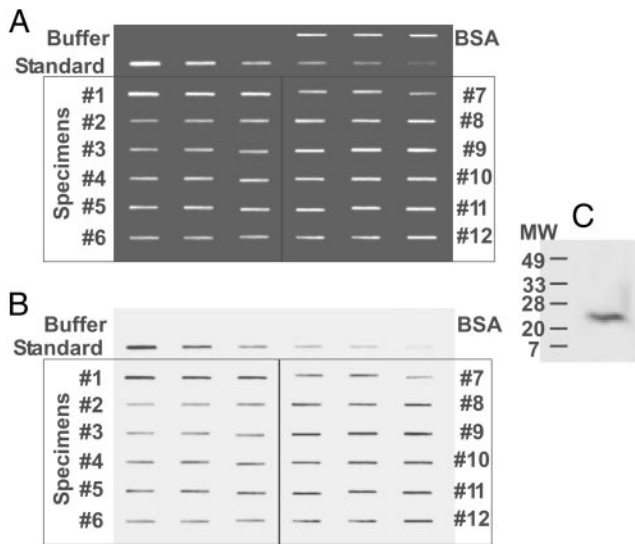 A
Buffer BSA
Standard
Specimens
#1 #7
#2 #8
#3 #9
#4 #10
#5 #11
#6 #12
B
Buffer BSA
Standard
Specimens
#1 #7
#2 #8
#3 #9
#4 #10
#5 #11
#6 #12
C
MW
49
33
28
20
7